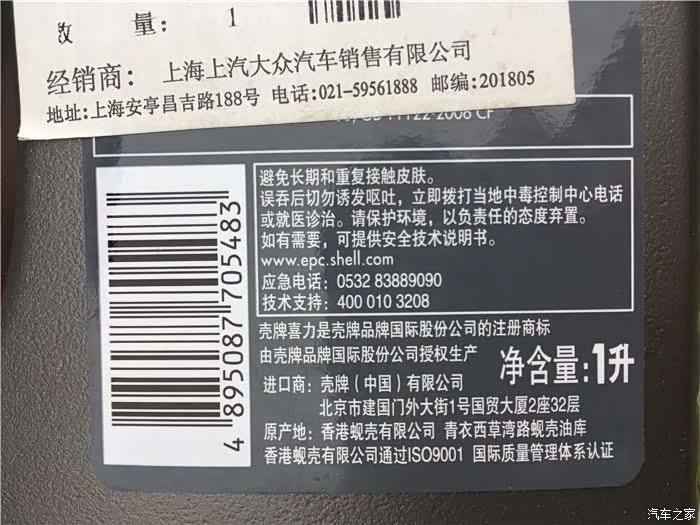 数 量： 1
经销商： 上海上汽大众汽车销售有限公司
地址:上海安亭昌吉路188号 电话:021-59561888 邮编:201805
11122-2006 CF
避免长期和重复接触皮肤。
误吞后切勿诱发呕吐，立即拨打当地中毒控制中心电话
或就医诊治。请保护环境，以负责任的态度弃置。
如有需要，可提供安全技术说明书。
www.epc.shell.com
应急电话：0532 83889090
技术支持：400 010 3208
4 895087 705483
壳牌喜力是壳牌品牌国际股份公司的注册商标
由壳牌品牌国际股份公司授权生产
净含量:1升
进口商：壳牌（中国）有限公司
北京市建国门外大街1号国贸大厦2座32层
原产地：香港蚬壳有限公司 青衣西草湾路蚬壳油库
香港蚬壳有限公司通过ISO9001 国际质量管理体系认证
汽车之家